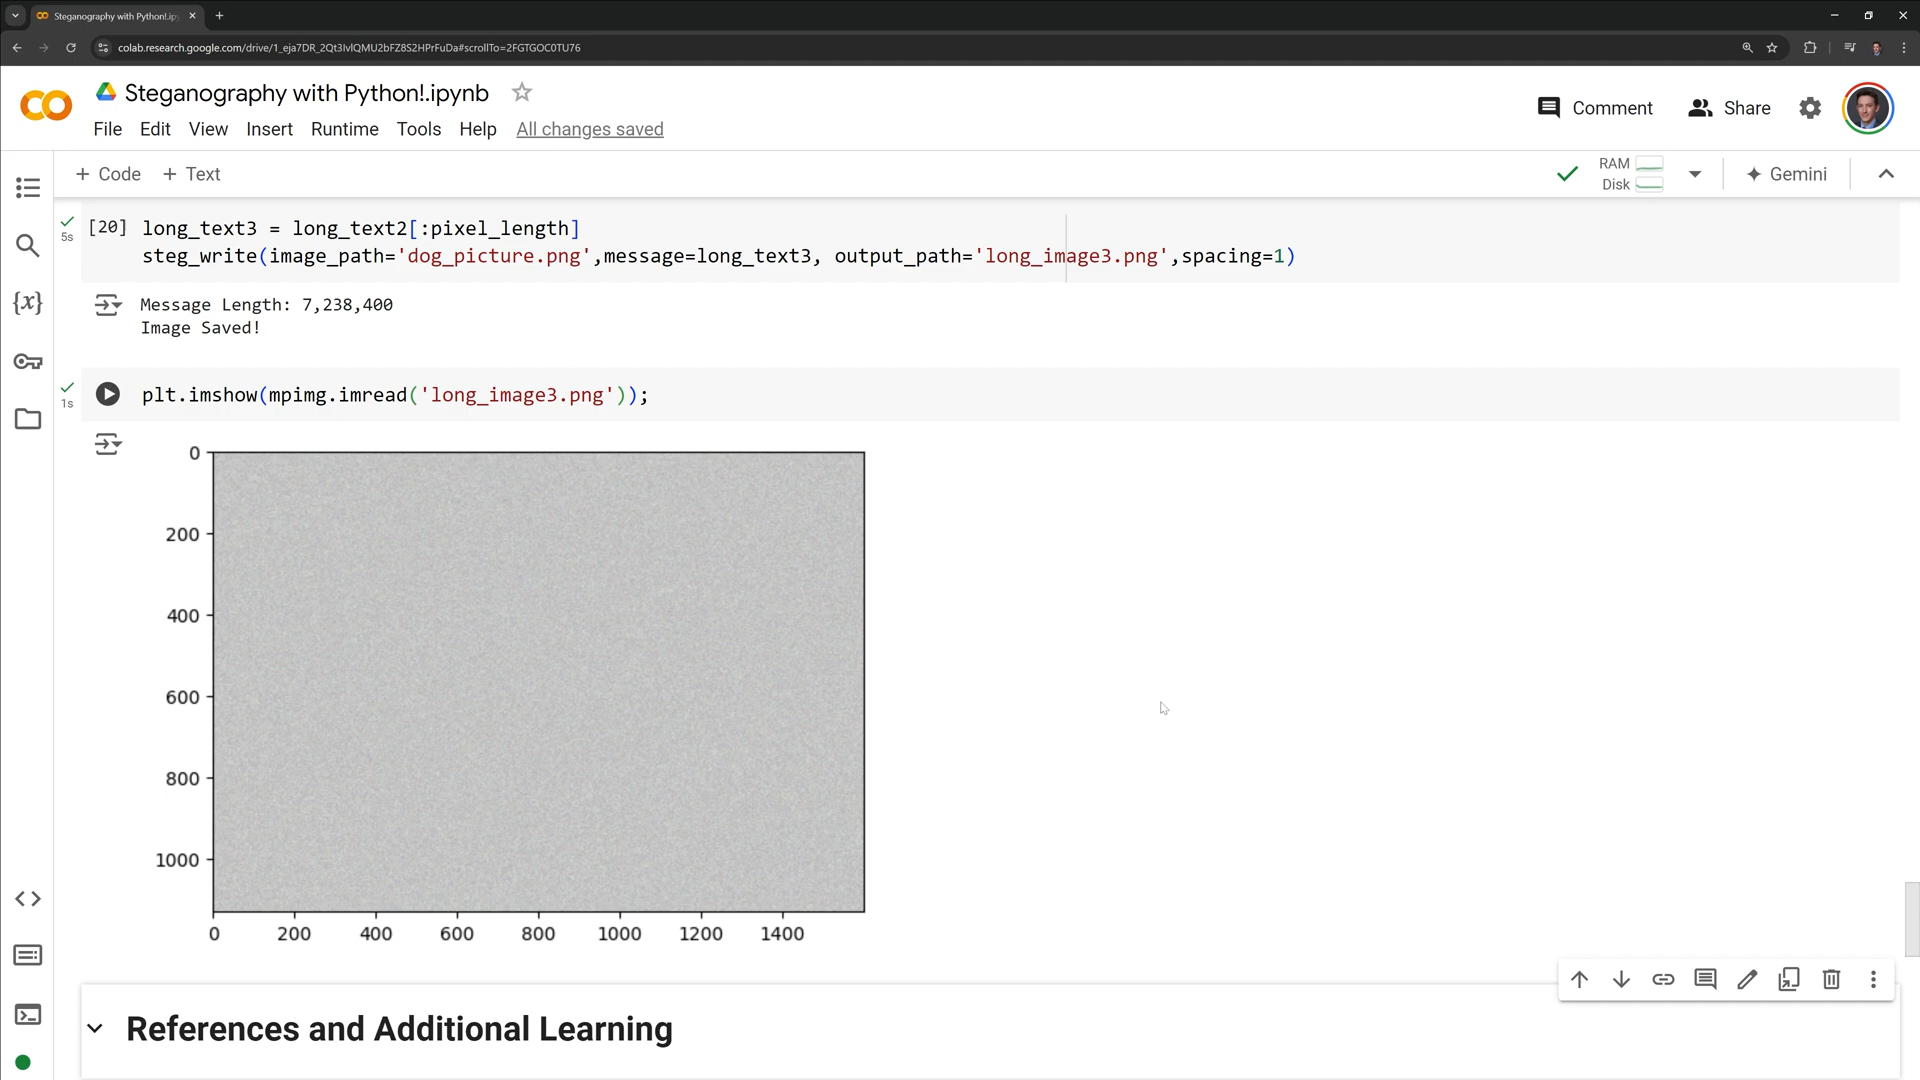 Steganography with Python!.ip
colab.research.google.com/drive/1_eja7DR_2Qt3IvlQMU2bFZ8S2HPrFuDa#scrollTo=2FGTGOC0TU76
Steganography with Python!.ipynb
Comment
Share
File Edit View Insert Runtime Tools Help All changes saved
+ Code + Text
RAM
Disk
Gemini
5s
[20] long_text3 = long_text2[:pixel_length]
steg_write(image_path='dog_picture.png',message=long_text3, output_path='long_image3.png',spacing=1)
Message Length: 7,238,400
Image Saved!
1s
plt.imshow(mpimg.imread('long_image3.png'));
0
200
400
600
800
1000
0 200 400 600 800 1000 1200 1400
References and Additional Learning